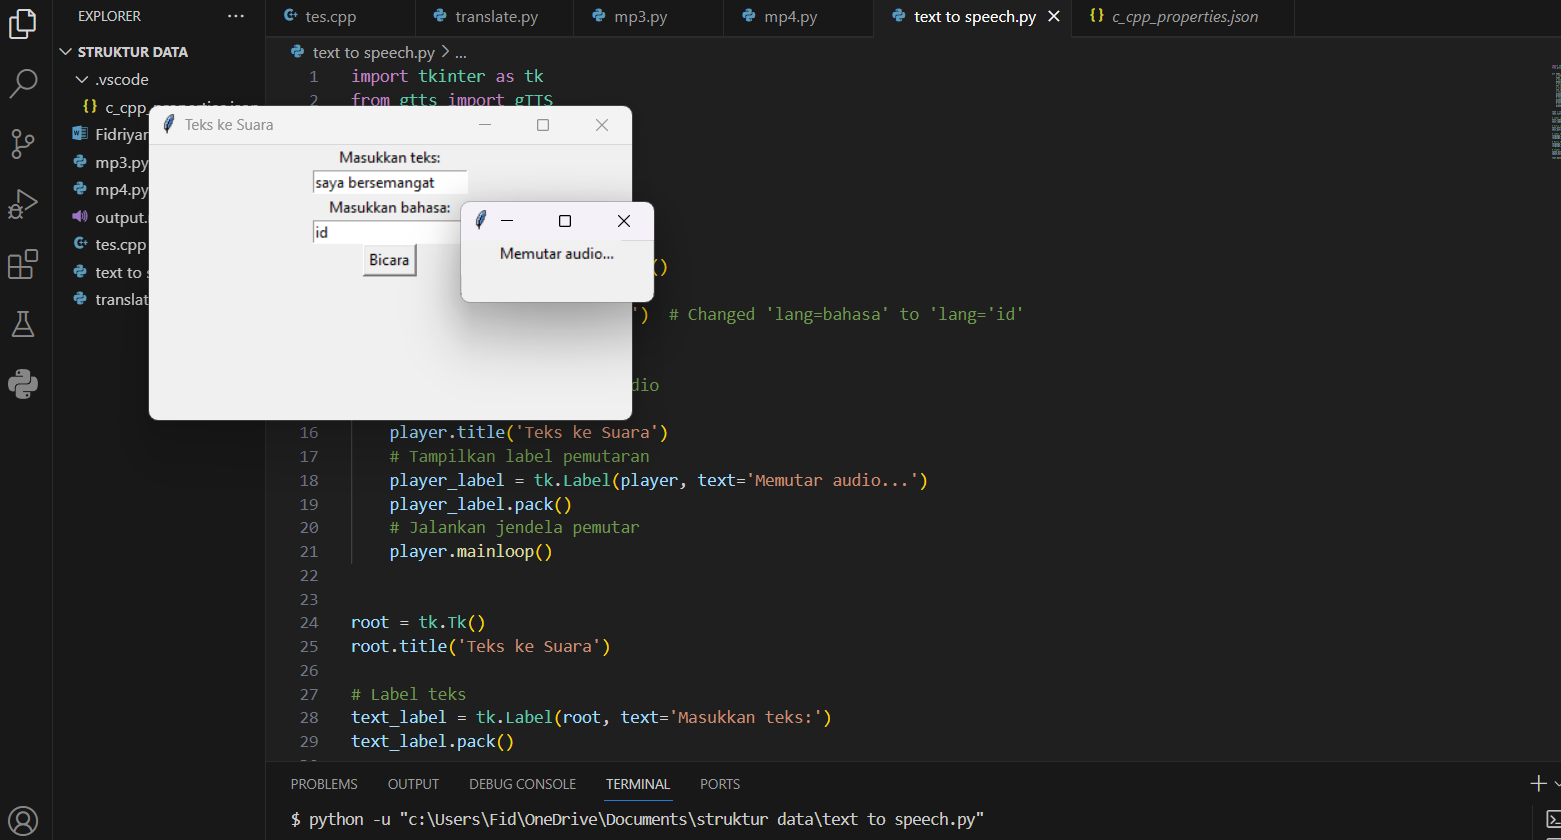 EXPLORER ...
STRUKTUR DATA
.vscode
{} c_cpp_properties.json
Fidriyan
mp3.py
mp4.py
output.
tes.cpp
text to s
translat
tes.cpp
translate.py
mp3.py
mp4.py
text to speech.py
{} c_cpp_properties.json
text to speech.py > ...
1 import tkinter as tk
2 from gtts import gTTS
Teks ke Suara
Masukkan teks:
saya bersemangat
Masukkan bahasa:
id
Bicara
Memutar audio...
()
') # Changed 'lang=bahasa' to 'lang='id'
dio
16 player.title('Teks ke Suara')
17 # Tampilkan label pemutaran
18 player_label = tk.Label(player, text='Memutar audio...')
19 player_label.pack()
20 # Jalankan jendela pemutar
21 player.mainloop()
22
23
24 root = tk.Tk()
25 root.title('Teks ke Suara')
26
27 # Label teks
28 text_label = tk.Label(root, text='Masukkan teks:')
29 text_label.pack()
PROBLEMS OUTPUT DEBUG CONSOLE TERMINAL PORTS
$ python -u "c:\Users\Fid\OneDrive\Documents\struktur data\text to speech.py"